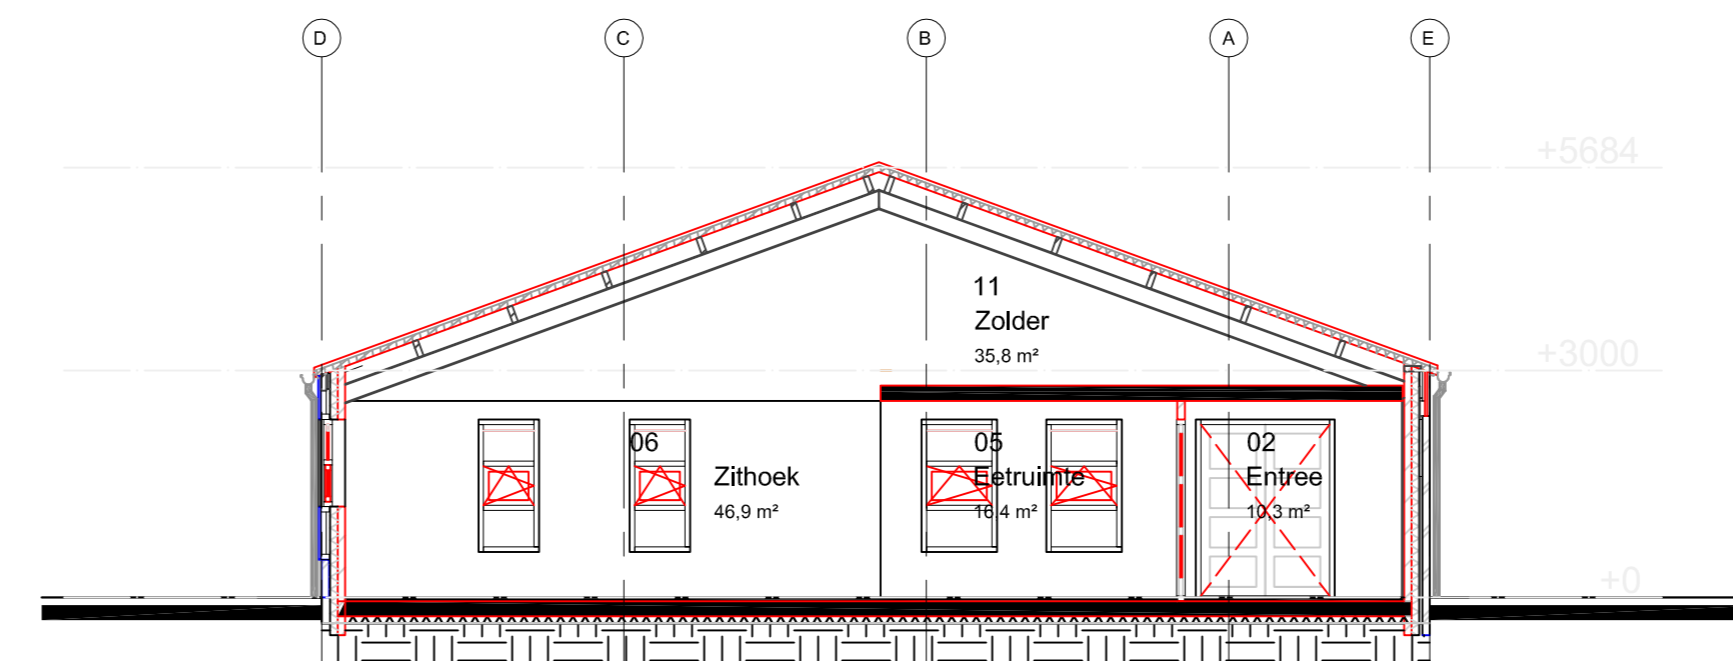 D
C
B
A
E
+5684
11
Zolder
35,8 m²
+3000
06
Zithoek
46,9 m²
05
Eetruimte
16,4 m²
02
Entree
10,3 m²
+0